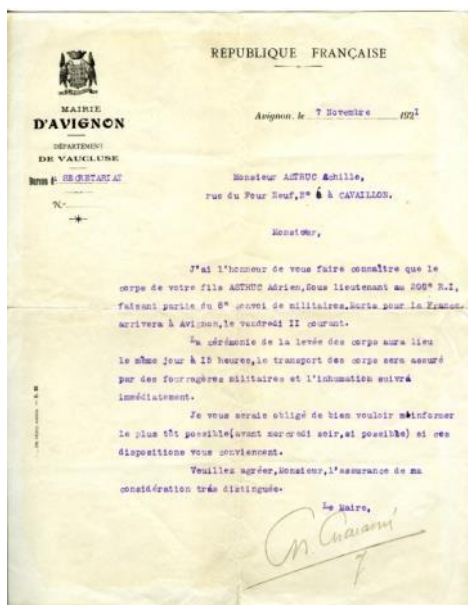 RÉPUBLIQUE FRANÇAISE
MAIRIE
D'AVIGNON
DÉPARTEMENT
DE VAUCLUSE
Bureau d SECRETARIAT
N.
Avignon, le 7 Novembre 1921
Monsieur ASTRUC Achille,
rue du Four Neuf, N° à CAVAILLON.
Monsieur,
J'ai l'honneur de vous faire connaître que le
corps de votre fils ASTRUC Adrien, Sous lieutenant au R.I,
faisant partie du 8° convoi de militaires, Morts pour la France,
arrivera à Avignon, le vendredi II courant.
La cérémonie de la levée des corps aura lieu
le même jour à 15 heures, le transport des corps sera assuré
par des fourragères militaires et l'inhumation suivra
immédiatement.
Je vous serais obligé de bien vouloir m'informer
le plus tôt possible (avant mercredi soir, si possible) si ces
dispositions vous conviennent.
Veuillez agréer, Monsieur, l'assurance de ma
considération très distinguée.
Le Maire,
7